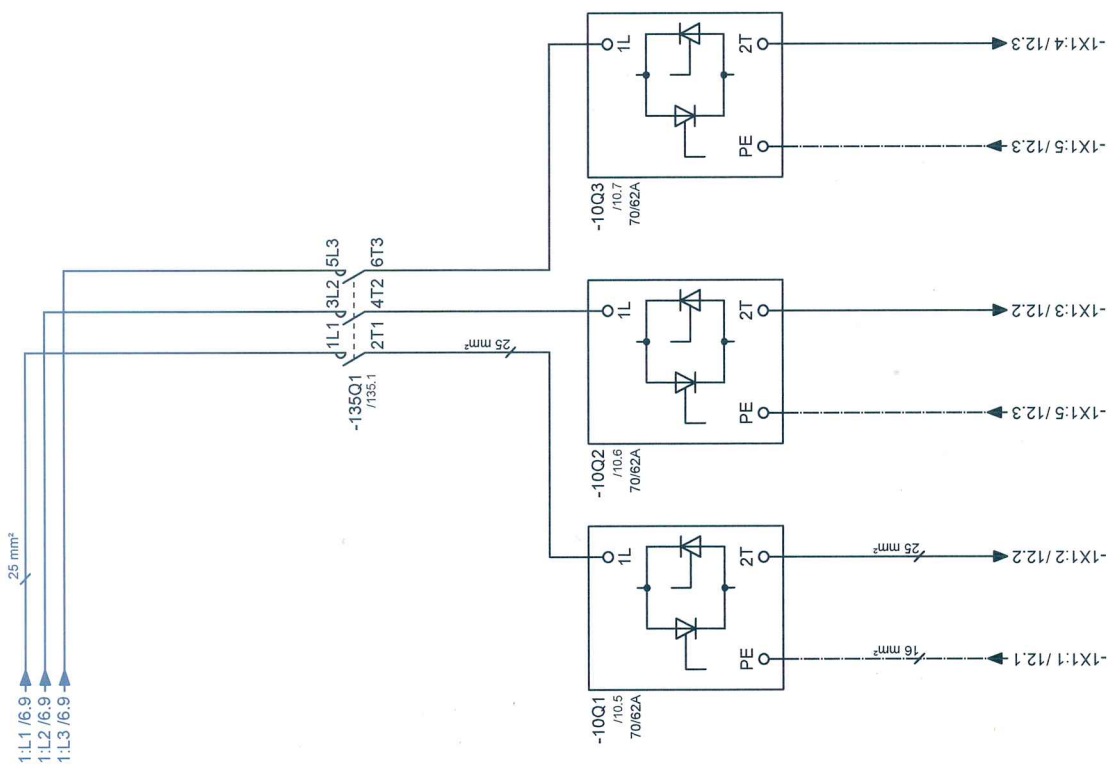 1:L1 /6.9
1:L2 /6.9
1:L3 /6.9
25 mm²
1L1 3L2 5L3
2T1 4T2 6T3
-135Q1
/135.1
25 mm²
-10Q1
/10.5
70/62A
1L
PE
2T
16 mm²
25 mm²
-1X1:1 / 12.1
-1X1:2 / 12.2
-10Q2
/10.6
70/62A
1L
PE
2T
-1X1:5 / 12.3
-1X1:3 / 12.2
-10Q3
/10.7
70/62A
1L
PE
2T
-1X1:5 / 12.3
-1X1:4 / 12.3